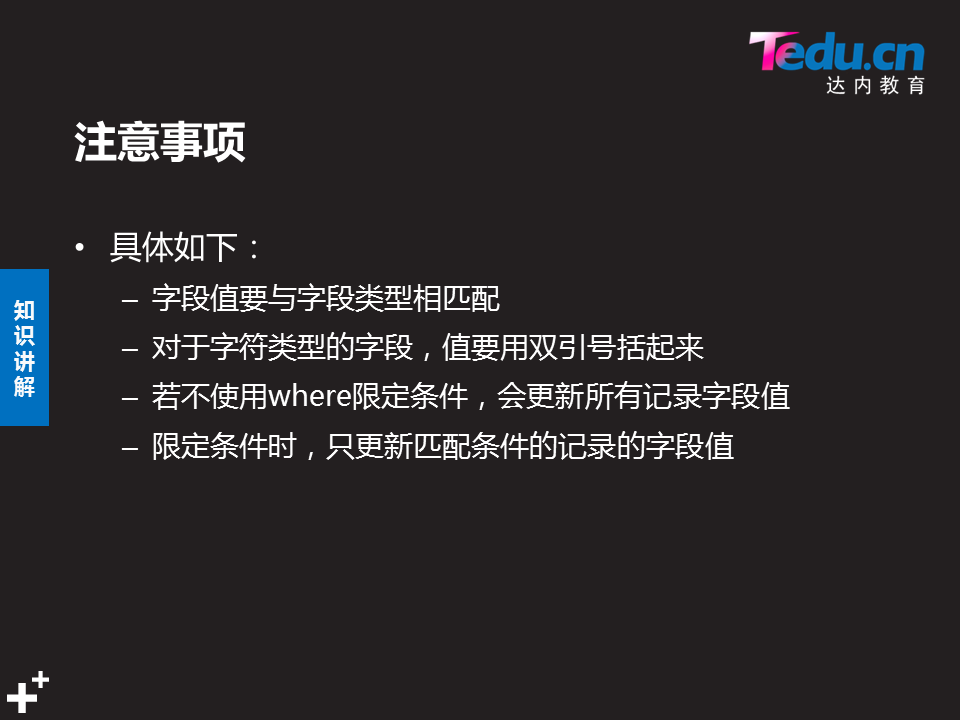 Tedu.cn
达内教育
注意事项
• 具体如下：
– 字段值要与字段类型相匹配
– 对于字符类型的字段，值要用双引号括起来
– 若不使用where限定条件，会更新所有记录字段值
– 限定条件时，只更新匹配条件的记录的字段值
知识讲解